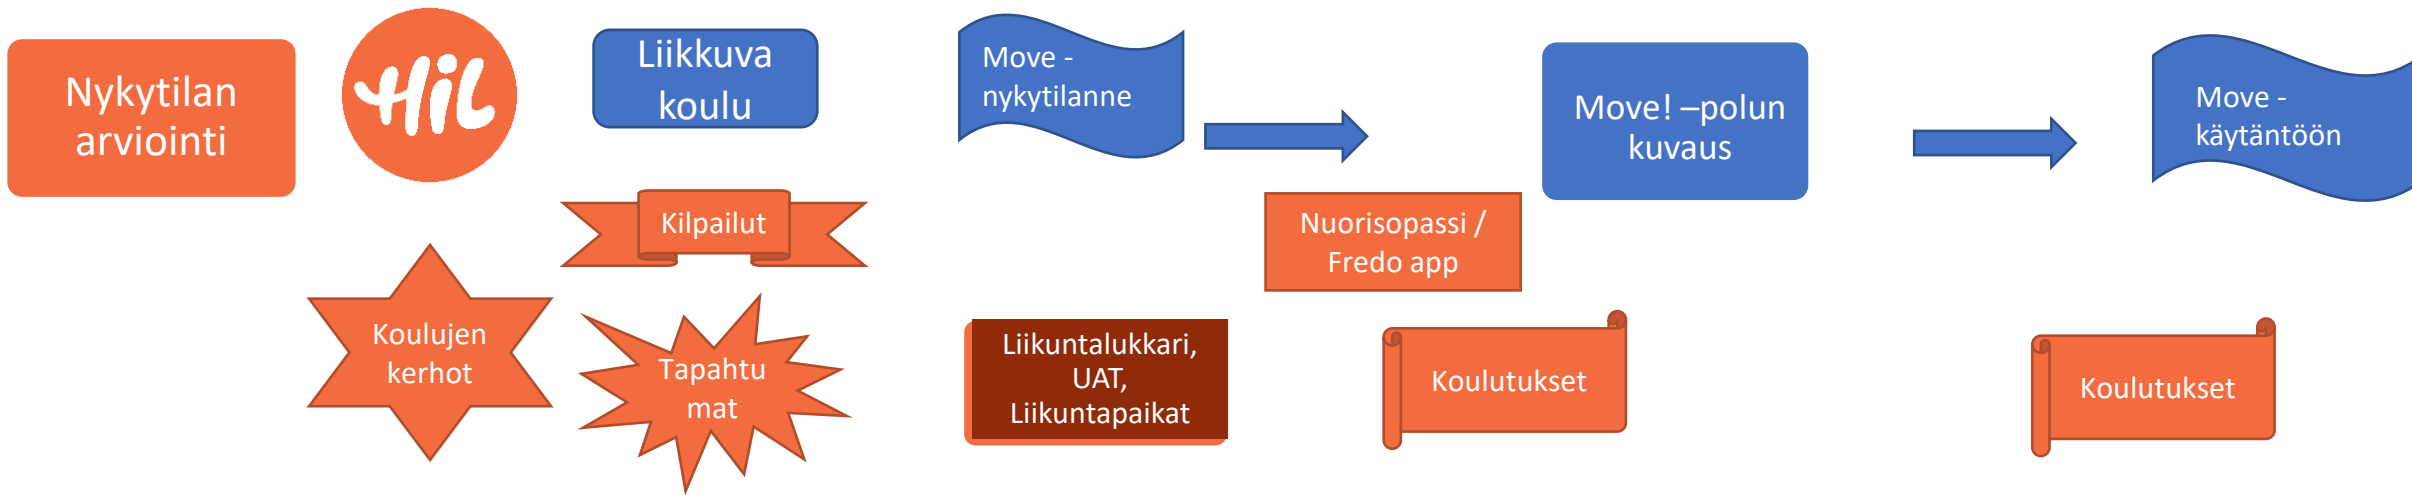 Nykytilan
arviointi
HiL
Liikkuva
koulu
Move -
nykytilanne
Move! –polun
kuvaus
Move -
käytäntöön
Kilpailut
Nuorisopassi /
Fredo app
Koulujen
kerhot
Tapahtu
mat
Liikuntalukkari,
UAT,
Liikuntapaikat
Koulutukset
Koulutukset